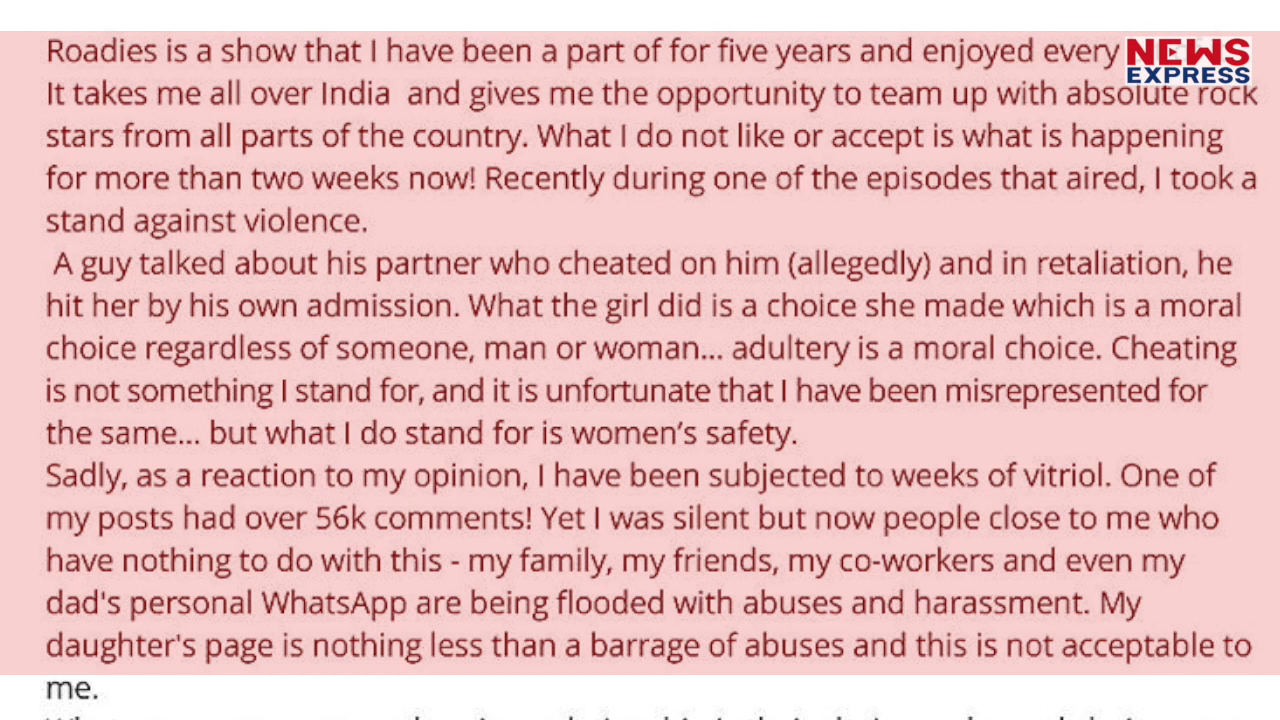 Roadies is a show that I have been a part of for five years and enjoyed every
NEWS
EXPRESS
It takes me all over India  and gives me the opportunity to team up with absolute rock
stars from all parts of the country. What I do not like or accept is what is happening
for more than two weeks now! Recently during one of the episodes that aired, I took a
stand against violence.
A guy talked about his partner who cheated on him (allegedly) and in retaliation, he
hit her by his own admission. What the girl did is a choice she made which is a moral
choice regardless of someone, man or woman... adultery is a moral choice. Cheating
is not something I stand for, and it is unfortunate that I have been misrepresented for
the same... but what I do stand for is women's safety.
Sadly, as a reaction to my opinion, I have been subjected to weeks of vitriol. One of
my posts had over 56k comments! Yet I was silent but now people close to me who
have nothing to do with this - my family, my friends, my co-workers and even my
dad's personal WhatsApp are being flooded with abuses and harassment. My
daughter's page is nothing less than a barrage of abuses and this is not acceptable to
me.